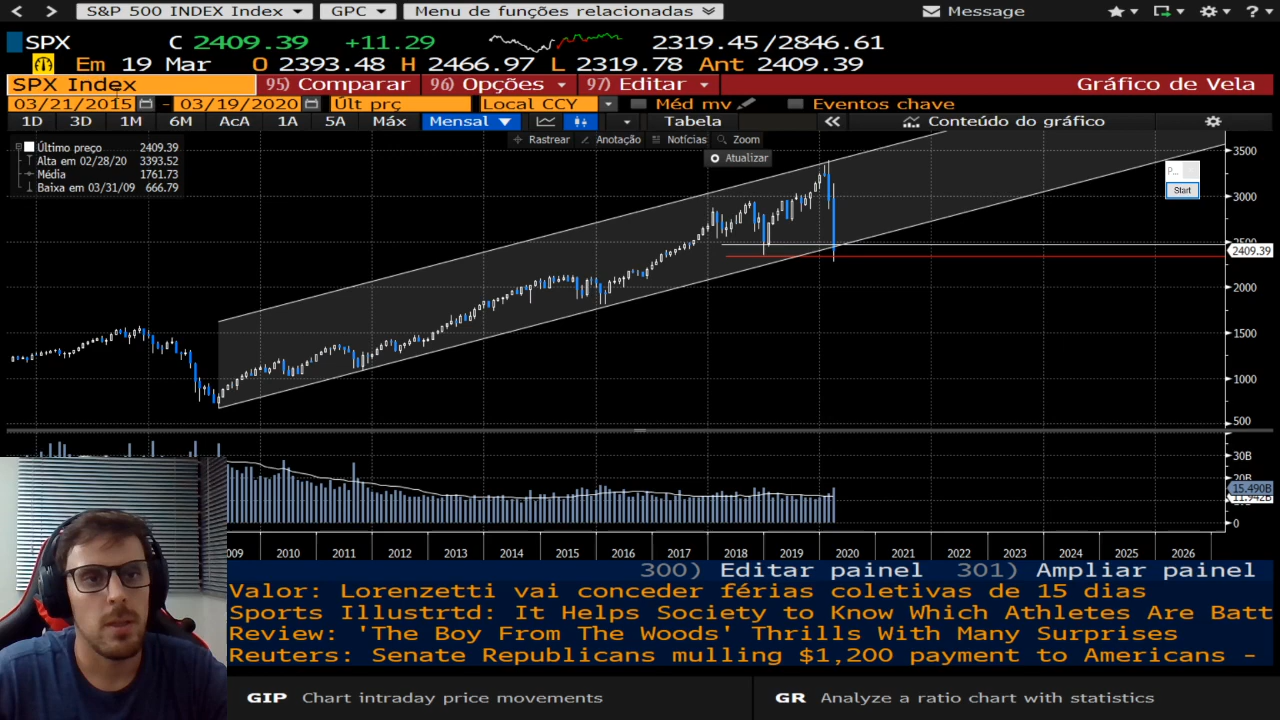 S&P 500 INDEX Index GPC Menu de funções relacionadas Message ?
SPX C 2409.39 +11.29 2319.45/2846.61
Em 19 Mar O 2393.48 H 2466.97 L 2319.78 Ant 2409.39
SPX Index 95) Comparar 96) Opções 97) Editar Gráfico de Vela
03/21/2015 - 03/19/2020 Últ prç Local CCY Méd mv Eventos chave
1D 3D 1M 6M AcA 1A 5A Máx Mensal Tabela Conteúdo do gráfico
Rastrear Anotação Notícias Zoom
Atualizar
Último preço 2409.39
Alta em 02/28/20 3393.52
Média 1761.73
Baixa em 03/31/09 666.79
P...
Start
3500
3000
2500
2409.39
2000
1500
1000
500
30B
20B
15.490B
11.942B
0
009 2010 2011 2012 2013 2014 2015 2016 2017 2018 2019 2020 2021 2022 2023 2024 2025 2026
300) Editar painel 301) Ampliar painel
Valor: Lorenzetti vai conceder férias coletivas de 15 dias
Sports Illustrtd: It Helps Society to Know Which Athletes Are Batt
Review: 'The Boy From The Woods' Thrills With Many Surprises
Reuters: Senate Republicans mulling $1,200 payment to Americans -
GIP Chart intraday price movements GR Analyze a ratio chart with statistics